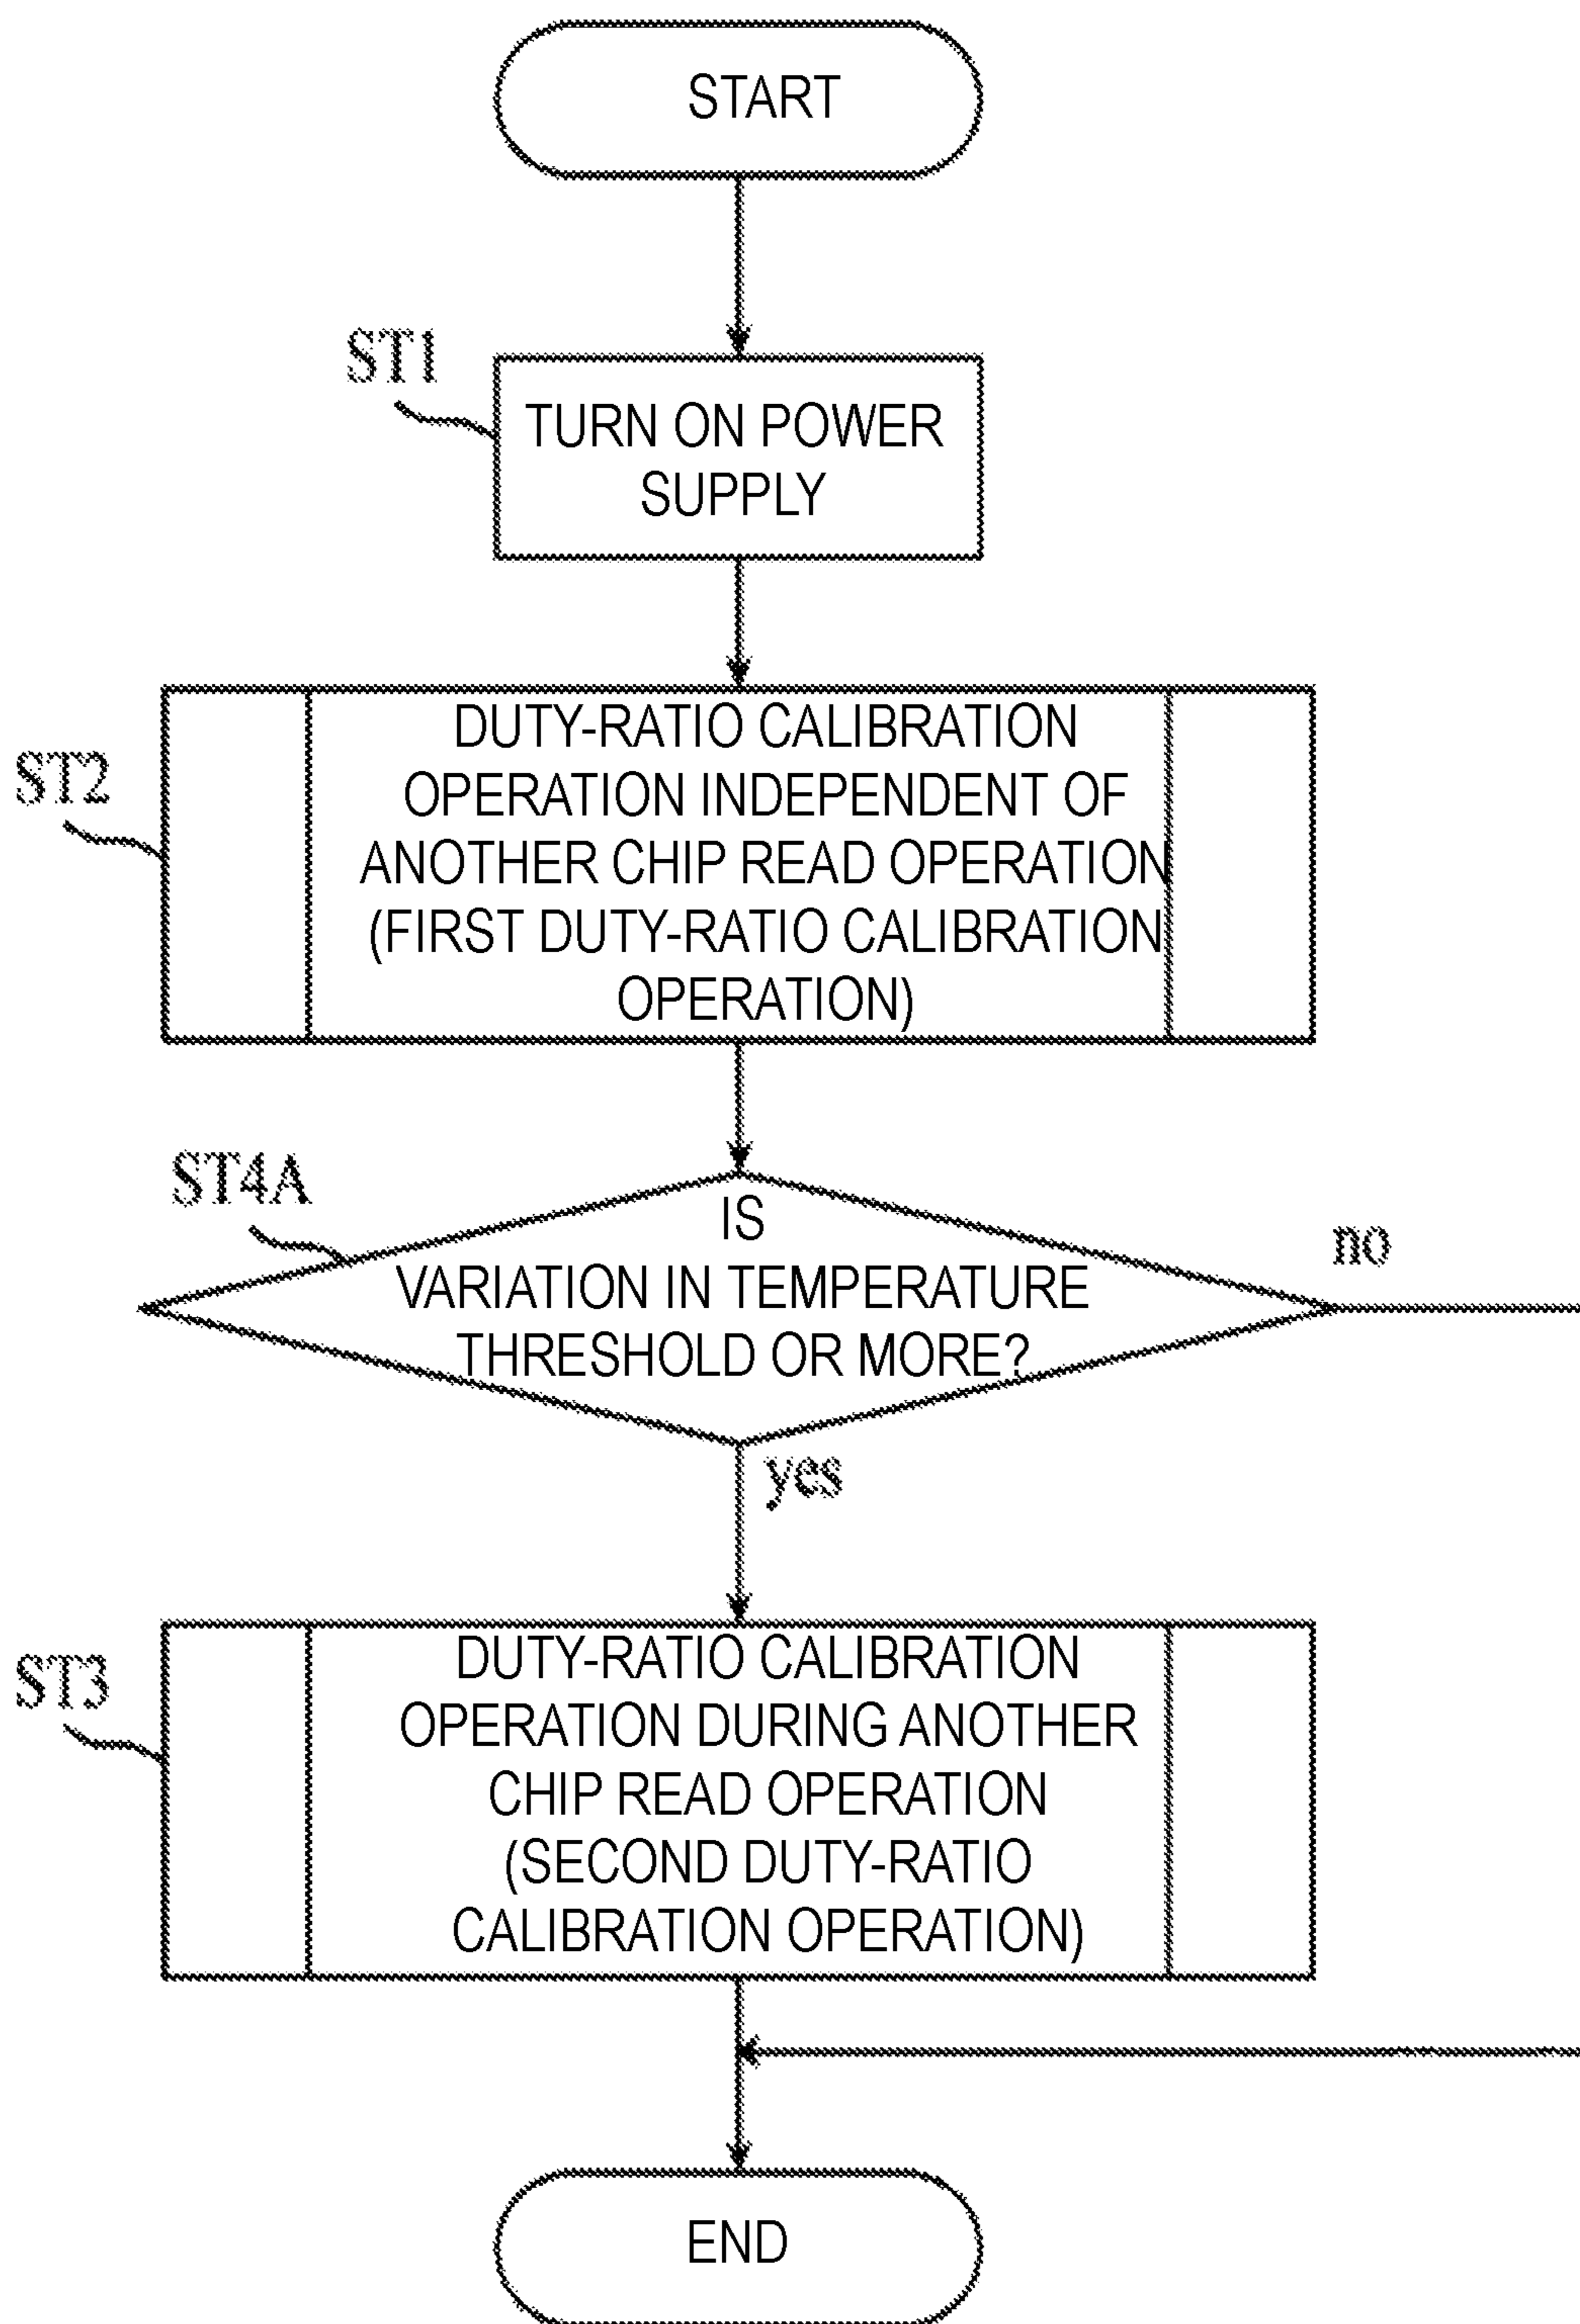 START
ST1
TURN ON POWER
SUPPLY
ST2
DUTY-RATIO CALIBRATION
OPERATION INDEPENDENT OF
ANOTHER CHIP READ OPERATION
(FIRST DUTY-RATIO CALIBRATION
OPERATION)
ST4A
IS
VARIATION IN TEMPERATURE
THRESHOLD OR MORE?
no
yes
ST3
DUTY-RATIO CALIBRATION
OPERATION DURING ANOTHER
CHIP READ OPERATION
(SECOND DUTY-RATIO
CALIBRATION OPERATION)
END